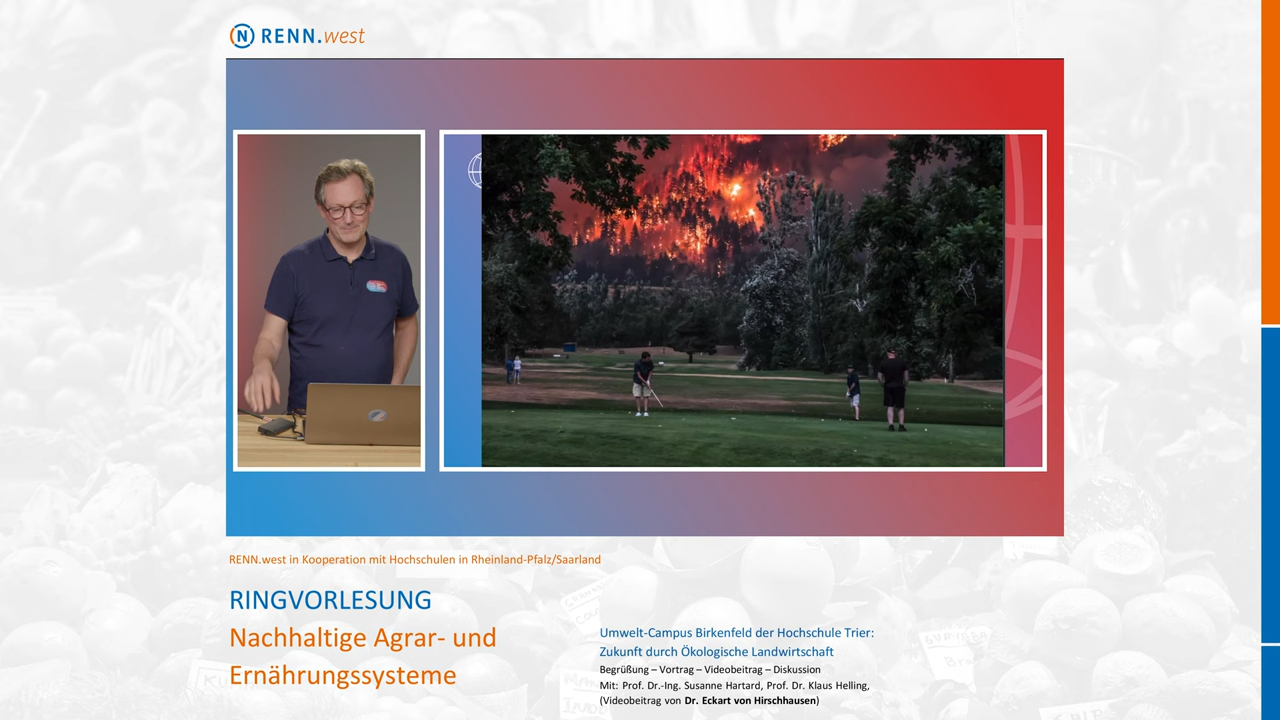 RENN.west
RENN.west in Kooperation mit Hochschulen in Rheinland-Pfalz/Saarland
RINGVORLESUNG
Nachhaltige Agrar- und
Ernährungssysteme
Umwelt-Campus Birkenfeld der Hochschule Trier:
Zukunft durch Ökologische Landwirtschaft
Begrüßung – Vortrag – Videobeitrag – Diskussion
Mit: Prof. Dr.-Ing. Susanne Hartard, Prof. Dr. Klaus Helling,
(Videobeitrag von Dr. Eckart von Hirschhausen)